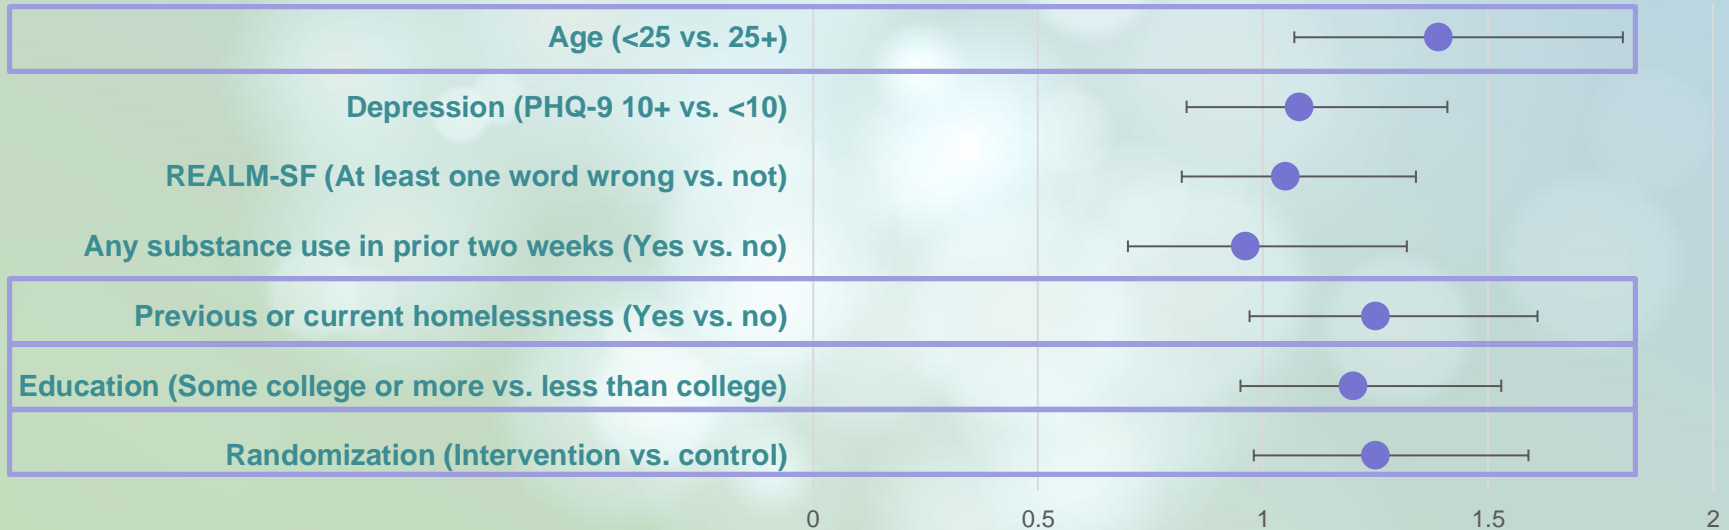 Age (<25 vs. 25+)
Depression (PHQ-9 10+ vs. <10)
REALM-SF (At least one word wrong vs. not)
Any substance use in prior two weeks (Yes vs. no)
Previous or current homelessness (Yes vs. no)
Education (Some college or more vs. less than college)
Randomization (Intervention vs. control)
0 0.5 1 1.5 2